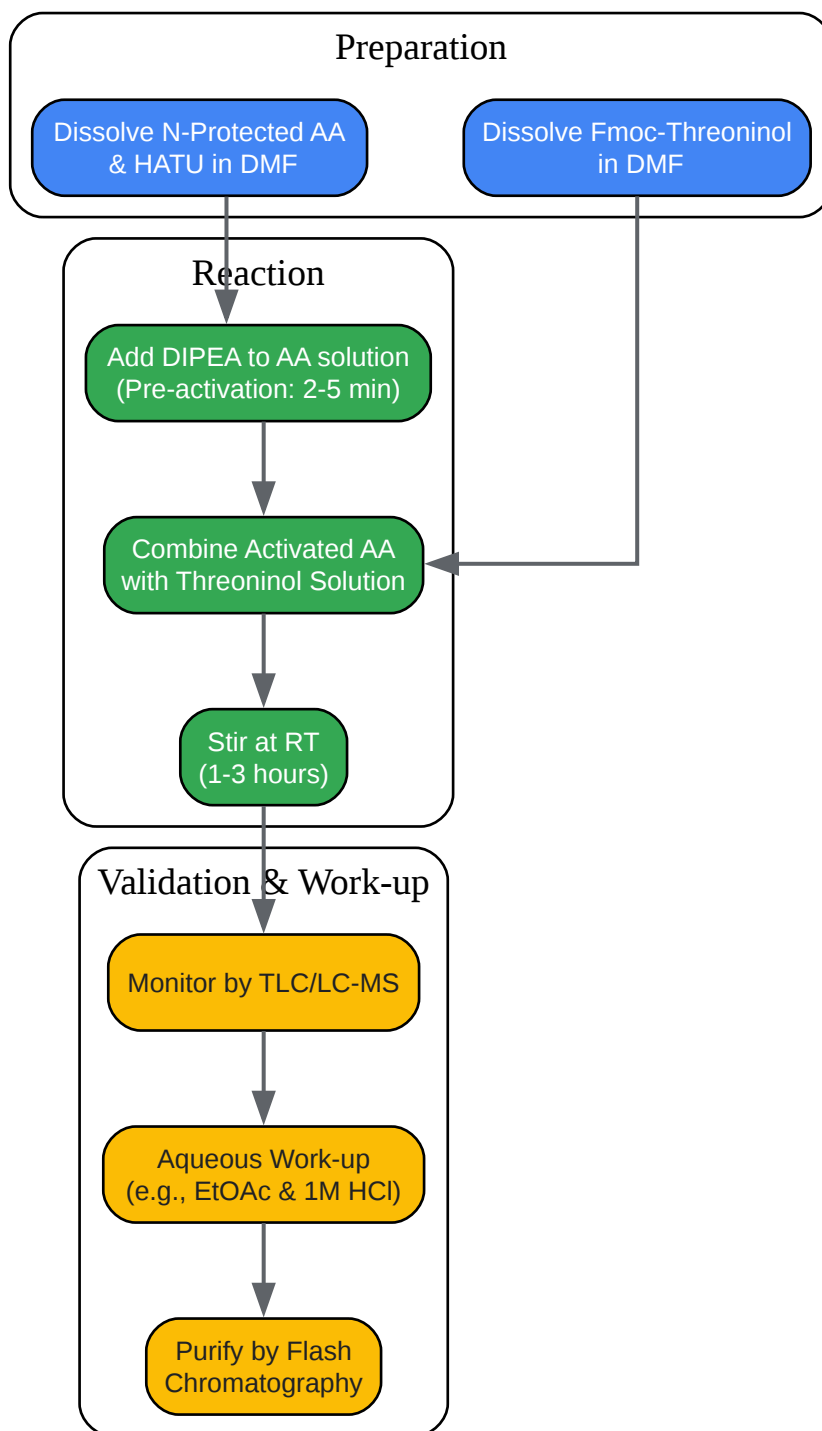 Preparation
Dissolve N-Protected AA
& HATU in DMF
Dissolve Fmoc-Threoninol
in DMF
Reaction
Add DIPEA to AA solution
(Pre-activation: 2-5 min)
Combine Activated AA
with Threoninol Solution
Stir at RT
(1-3 hours)
Validation & Work-up
Monitor by TLC/LC-MS
Aqueous Work-up
(e.g., EtOAc & 1M HCl)
Purify by Flash
Chromatography